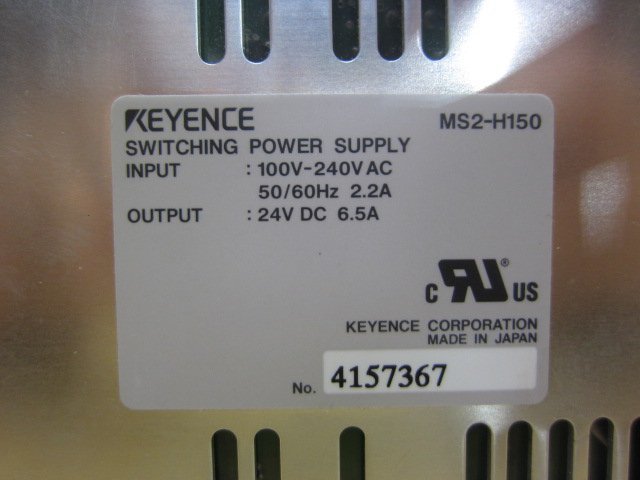 KEYENCE MS2-H150
SWITCHING POWER SUPPLY
INPUT : 100V-240V AC
50/60Hz 2.2A
OUTPUT : 24V DC 6.5A
C RU® US
KEYENCE CORPORATION
MADE IN JAPAN
No. 4157367